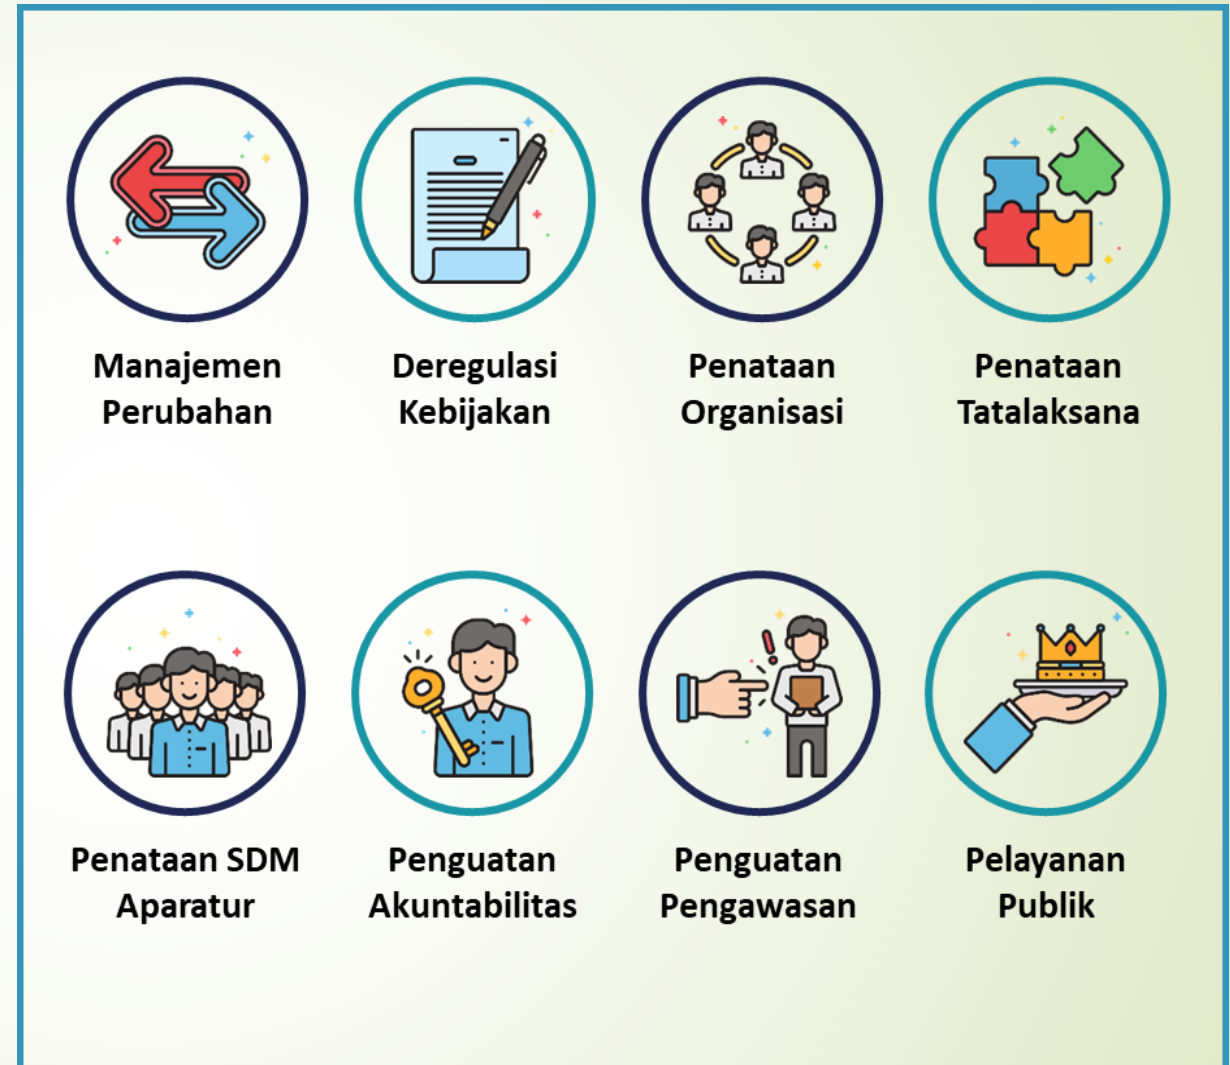 Manajemen
Perubahan
Deregulasi
Kebijakan
Penataan
Organisasi
Penataan
Tatalaksana
Penataan SDM
Aparatur
Penguatan
Akuntabilitas
Penguatan
Pengawasan
Pelayanan
Publik